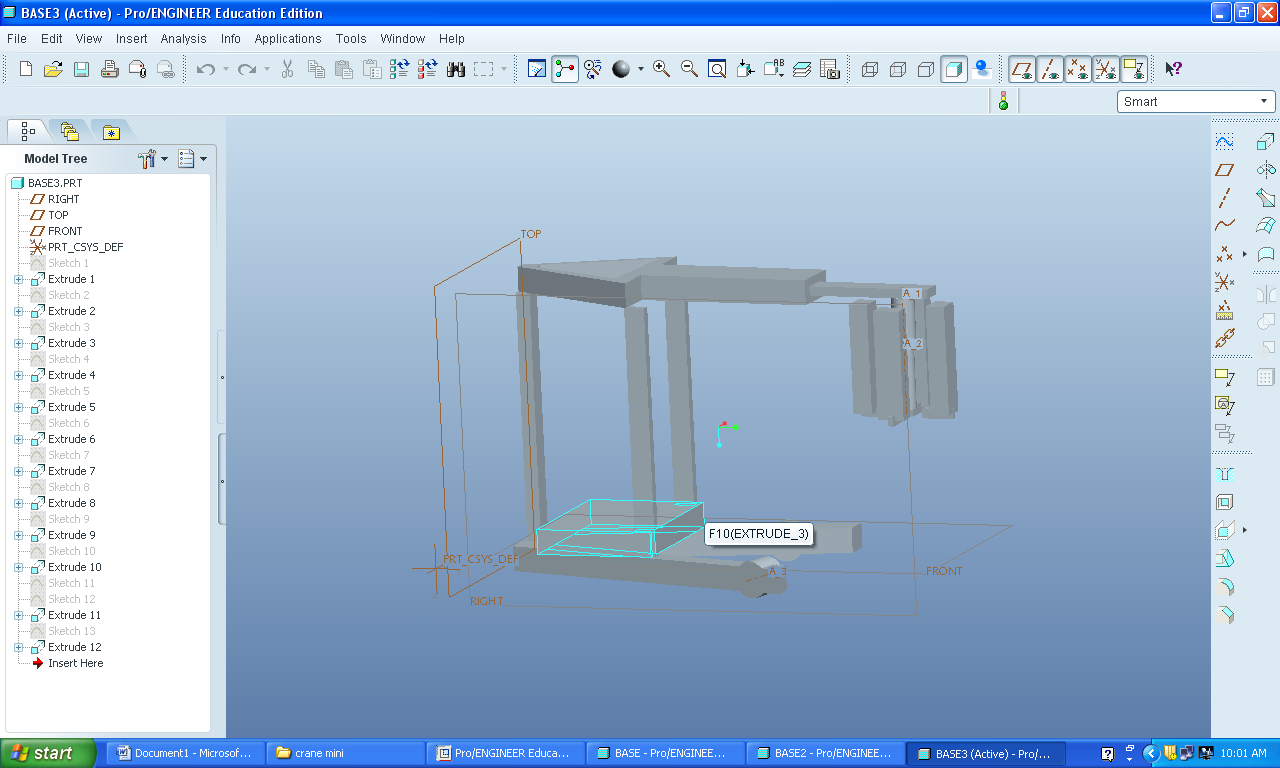 BASE3 (Active) - Pro/ENGINEER Education Edition
File Edit View Insert Analysis Info Applications Tools Window Help
Smart
Model Tree
BASE3.PRT
RIGHT
TOP
FRONT
PRT_CSYS_DEF
Sketch 1
Extrude 1
Sketch 2
Extrude 2
Sketch 3
Extrude 3
Sketch 4
Extrude 4
Sketch 5
Extrude 5
Sketch 6
Extrude 6
Sketch 7
Extrude 7
Sketch 8
Extrude 8
Sketch 9
Extrude 9
Sketch 10
Extrude 10
Sketch 11
Sketch 12
Extrude 11
Sketch 13
Extrude 12
Insert Here
TOP
A_1
A_2
F10(EXTRUDE_3)
PRT_CSYS_DEF
A_3
FRONT
RIGHT
start
Document1 - Microsof...
crane mini
Pro/ENGINEER Educa...
BASE - Pro/ENGINEE...
BASE2 - Pro/ENGINEE...
BASE3 (Active) - Pro/...
10:01 AM